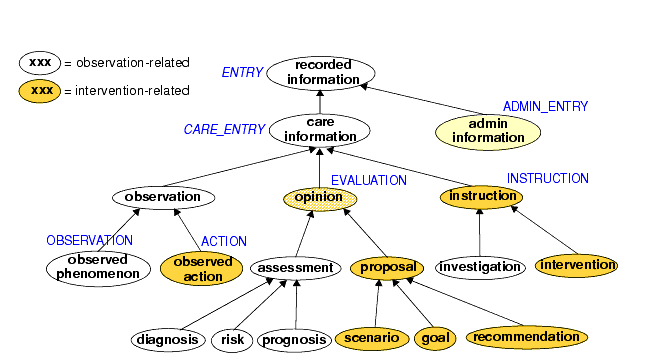 xxx = observation-related
xxx = intervention-related
ENTRY
recorded
information
ADMIN_ENTRY
CARE_ENTRY
care
information
admin
information
EVALUATION
INSTRUCTION
observation
opinion
instruction
OBSERVATION
ACTION
observed
phenomenon
observed
action
assessment
proposal
investigation
intervention
diagnosis
risk
prognosis
scenario
goal
recommendation